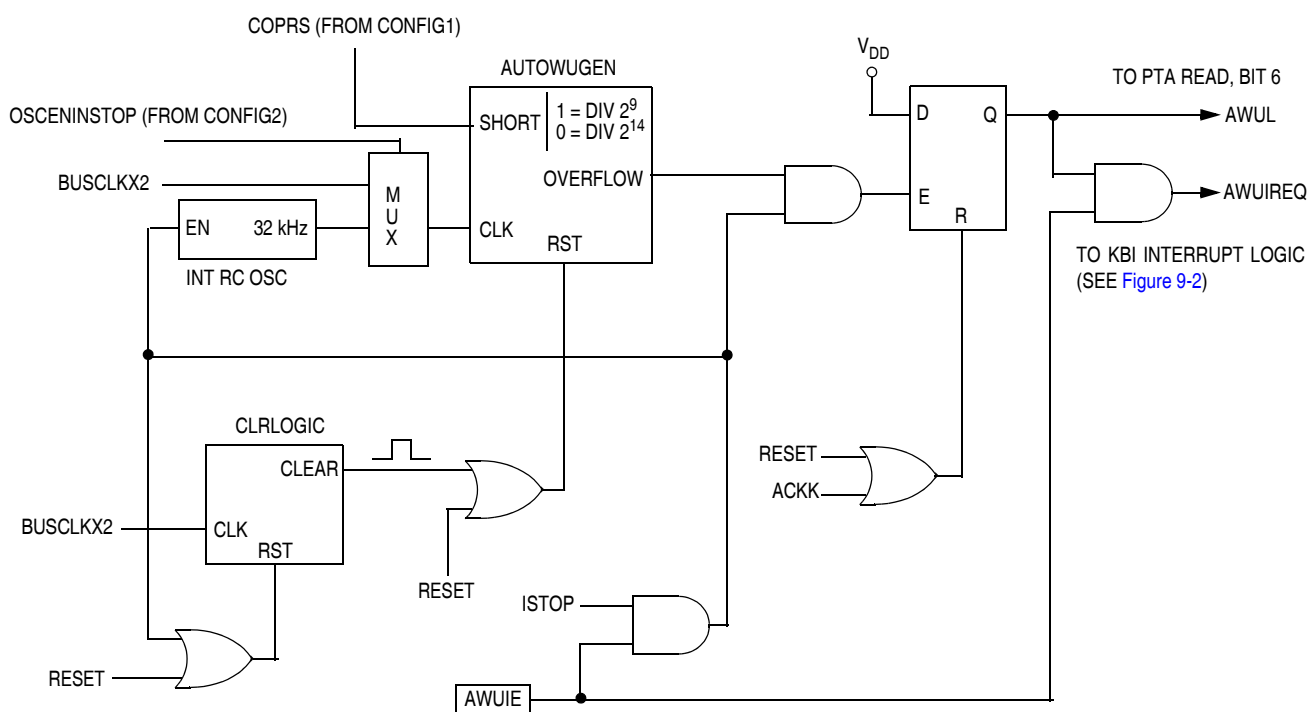 COPRS (FROM CONFIG1)
AUTOWUGEN
V_DD
TO PTA READ, BIT 6
OSCENINSTOP (FROM CONFIG2)
SHORT
1 = DIV 2^9
0 = DIV 2^14
D
Q
AWUL
BUSCLKX2
MUX
OVERFLOW
E
AWUIREQ
EN
32 kHz
CLK
RST
R
INT RC OSC
TO KBI INTERRUPT LOGIC
(SEE Figure 9-2)
CLRLOGIC
CLEAR
RESET
ACKK
BUSCLKX2
CLK
RST
RESET
ISTOP
RESET
AWUIE